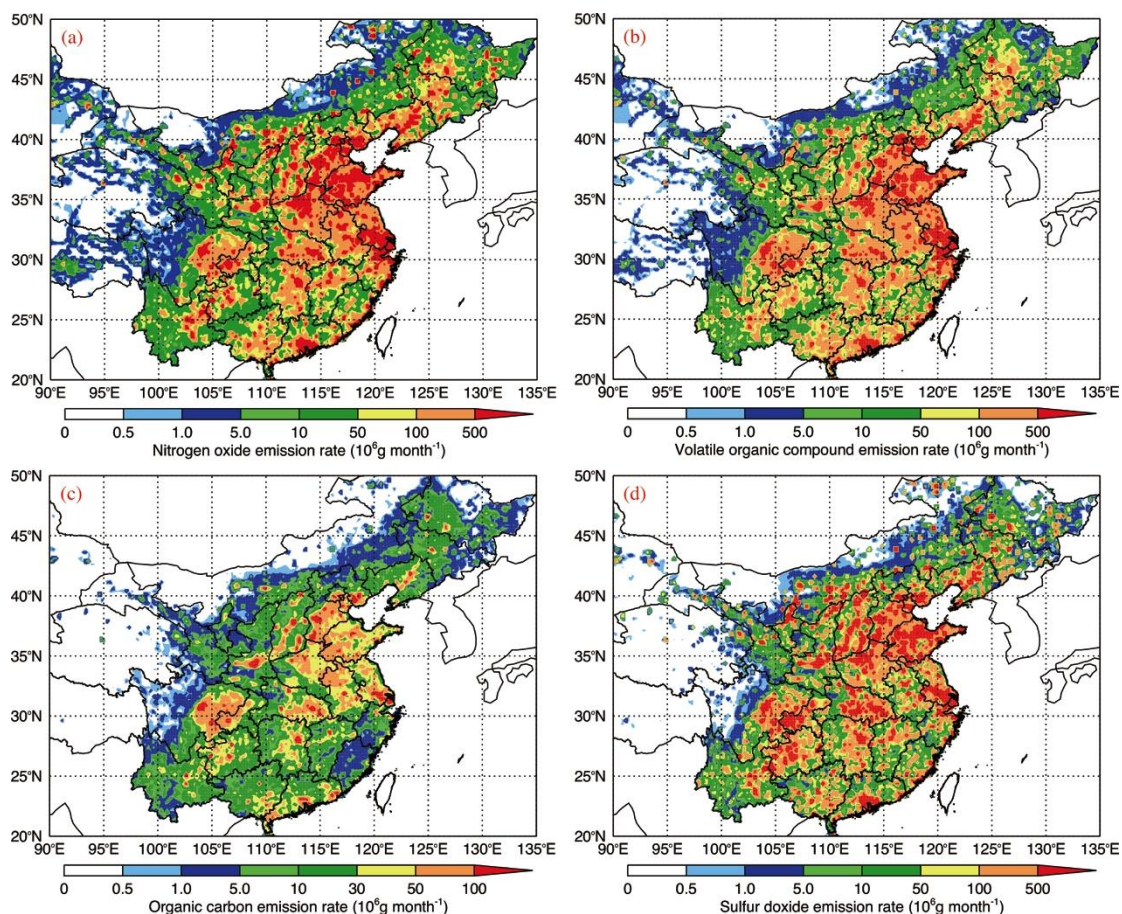 (a)
(b)
50°N
45°N
40°N
35°N
30°N
25°N
20°N
90°E 95°E 100°E 105°E 110°E 115°E 120°E 125°E 130°E 135°E
0 0.5 1.0 5.0 10 50 100 500
Nitrogen oxide emission rate (10⁶g month⁻¹)
50°N
45°N
40°N
35°N
30°N
25°N
20°N
90°E 95°E 100°E 105°E 110°E 115°E 120°E 125°E 130°E 135°E
0 0.5 1.0 5.0 10 50 100 500
Volatile organic compound emission rate (10⁶g month⁻¹)
(c)
50°N
45°N
40°N
35°N
30°N
25°N
20°N
90°E 95°E 100°E 105°E 110°E 115°E 120°E 125°E 130°E 135°E
0 0.5 1.0 5.0 10 30 50 100
Organic carbon emission rate (10⁶g month⁻¹)
(d)
50°N
45°N
40°N
35°N
30°N
25°N
20°N
90°E 95°E 100°E 105°E 110°E 115°E 120°E 125°E 130°E 135°E
0 0.5 1.0 5.0 10 50 100 500
Sulfur doxide emission rate (10⁶g month⁻¹)